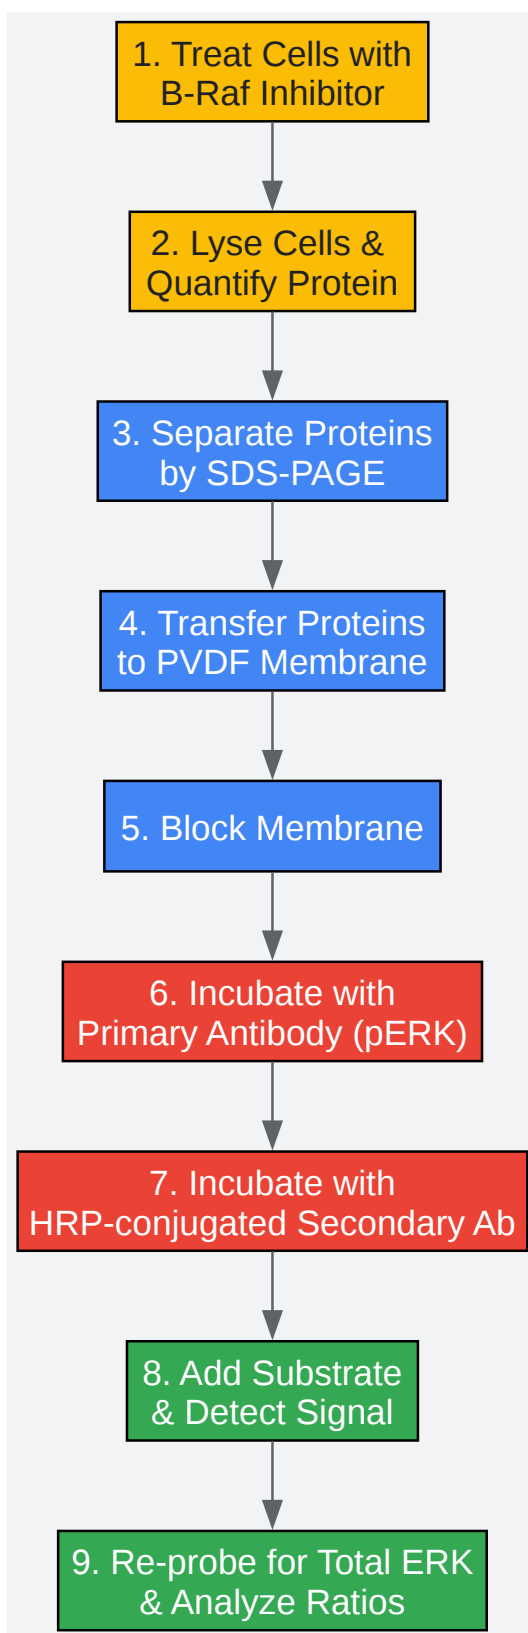 1. Treat Cells with
B-Raf Inhibitor
2. Lyse Cells &
Quantify Protein
3. Separate Proteins
by SDS-PAGE
4. Transfer Proteins
to PVDF Membrane
5. Block Membrane
6. Incubate with
Primary Antibody (pERK)
7. Incubate with
HRP-conjugated Secondary Ab
8. Add Substrate
& Detect Signal
9. Re-probe for Total ERK
& Analyze Ratios